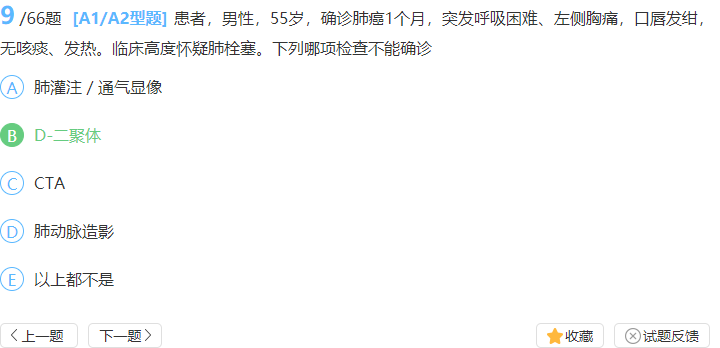 9 /66题 [A1/A2型题] 患者，男性，55岁，确诊肺癌1个月，突发呼吸困难、左侧胸痛，口唇发绀，
无咳痰、发热。临床高度怀疑肺栓塞。下列哪项检查不能确诊
A 肺灌注 / 通气显像
B D-二聚体
C CTA
D 肺动脉造影
E 以上都不是
上一题 下一题 收藏 试题反馈